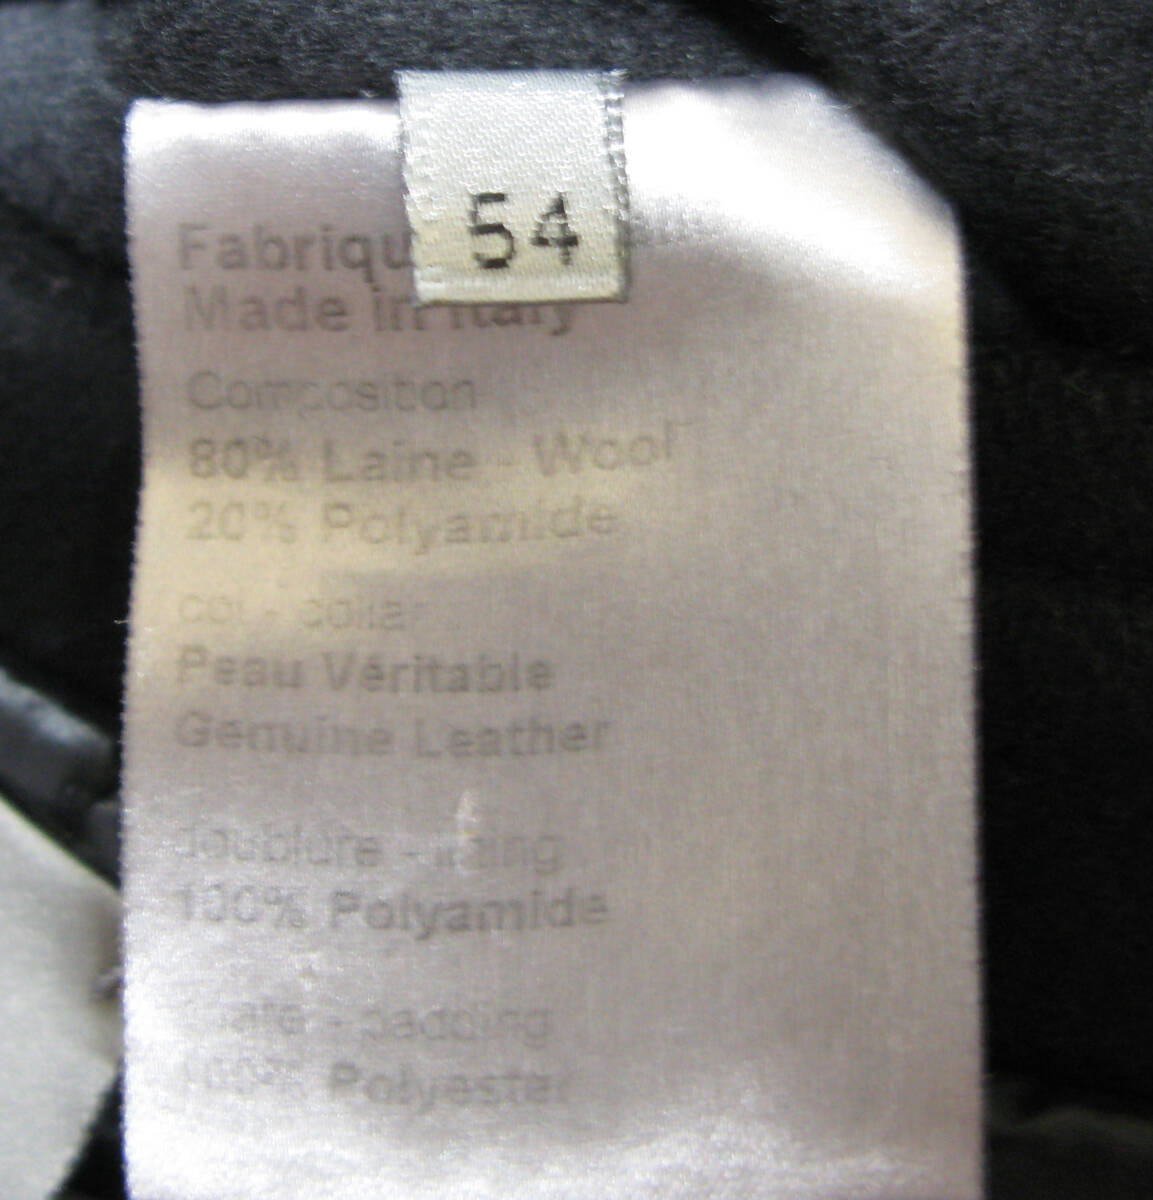 54
Fabriqu
Made in Italy
Composition
80% Laine - Wool
20% Polyamide
col - collar
Peau Véritable
Genuine Leather
doublure - lining
100% Polyamide
- padding
100% Polyester